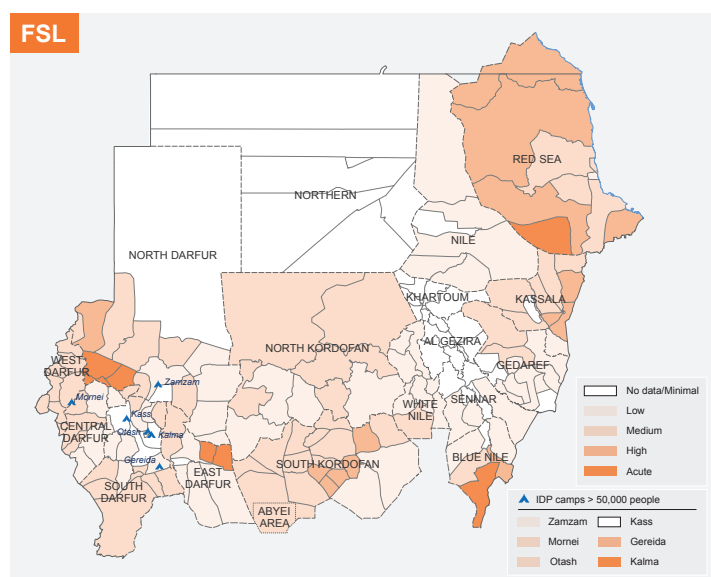 FSL
RED SEA
NORTHERN
NILE
NORTH DARFUR
KHARTOUM
KASSALA
AL GEZIRA
NORTH KORDOFAN
WEST
DARFUR
GEDAREF
Zamzam
Mornei
Kass
WHITE
NILE
SENNAR
CENTRAL
DARFUR
Otash
Kalma
Gereida
SOUTH KORDOFAN
BLUE NILE
EAST
DARFUR
SOUTH
DARFUR
ABYEI
AREA
No data/Minimal
Low
Medium
High
Acute
IDP camps > 50,000 people
Zamzam
Kass
Mornei
Gereida
Otash
Kalma